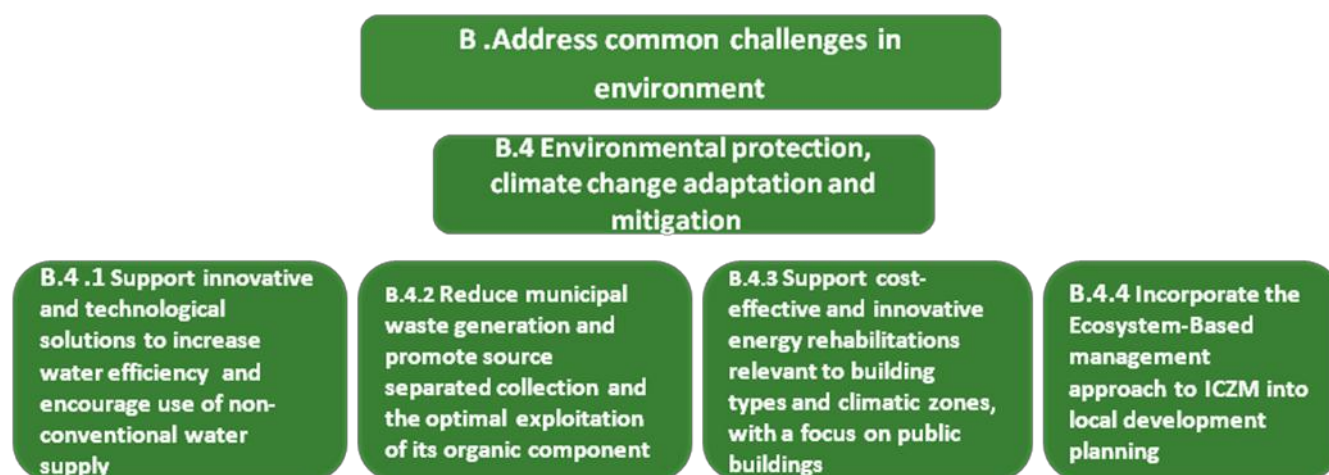 B .Address common challenges in
environment
B.4 Environmental protection,
climate change adaptation and
mitigation
B.4 .1 Support innovative
and technological
solutions to increase
water efficiency and
encourage use of non-
conventional water
supply
B.4.2 Reduce municipal
waste generation and
promote source
separated collection and
the optimal exploitation
of its organic component
B.4.3 Support cost-
effective and innovative
energy rehabilitations
relevant to building
types and climatic zones,
with a focus on public
buildings
B.4.4 Incorporate the
Ecosystem-Based
management
approach to ICZM into
local development
planning